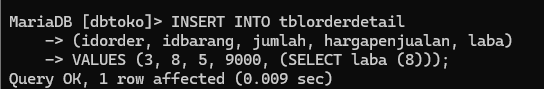 MariaDB [dbtoko]> INSERT INTO tblorderdetail
    -> (idorder, idbarang, jumlah, hargapenjualan, laba)
    -> VALUES (3, 8, 5, 9000, (SELECT laba (8)));
Query OK, 1 row affected (0.009 sec)